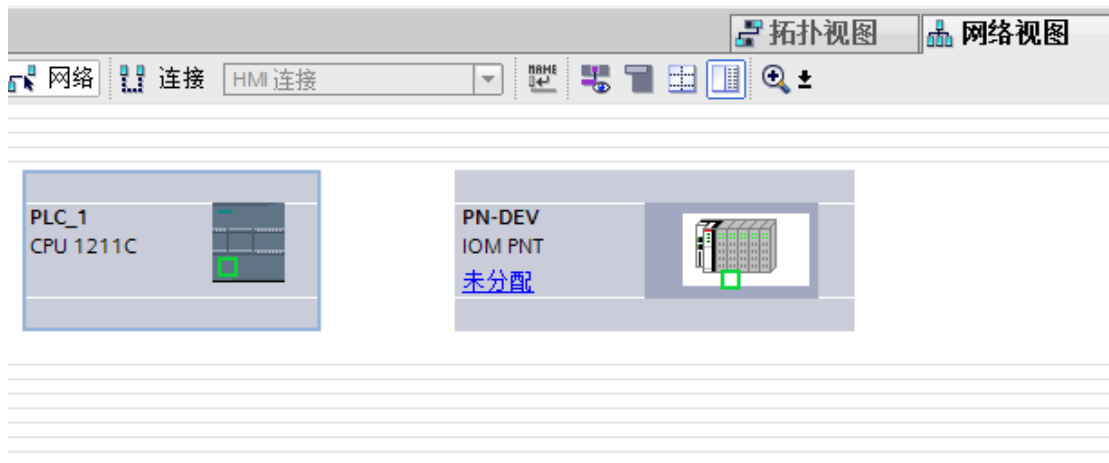 拓扑视图 网络视图
网络 连接 HMI 连接 NAME
PLC_1
CPU 1211C
PN-DEV
IOM PNT
未分配